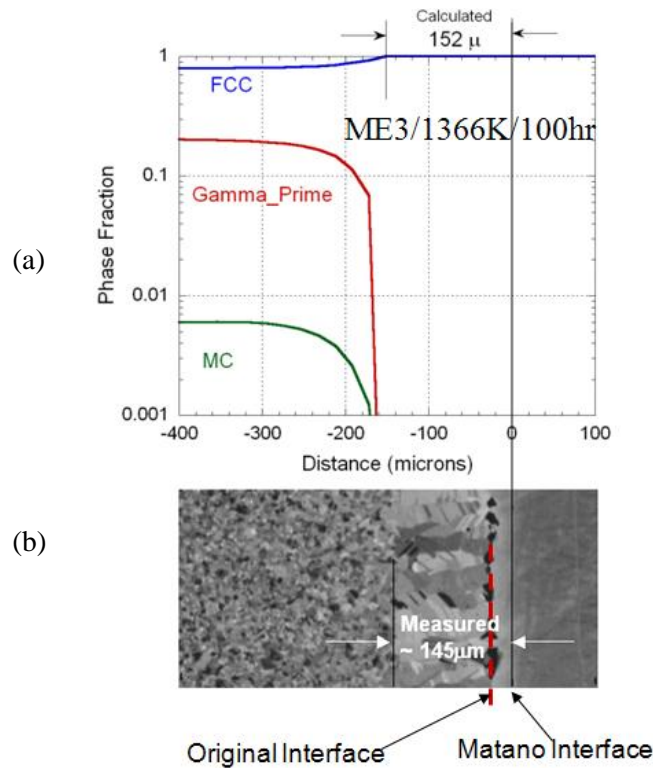 Calculated
152 μ
1
FCC
ME3/1366K/100hr
0.1
Gamma_Prime
Phase Fraction
(a)
0.01
MC
0.001
-400 -300 -200 -100 0 100
Distance (microns)
(b)
Measured
~ 145μm
Original Interface
Matano Interface